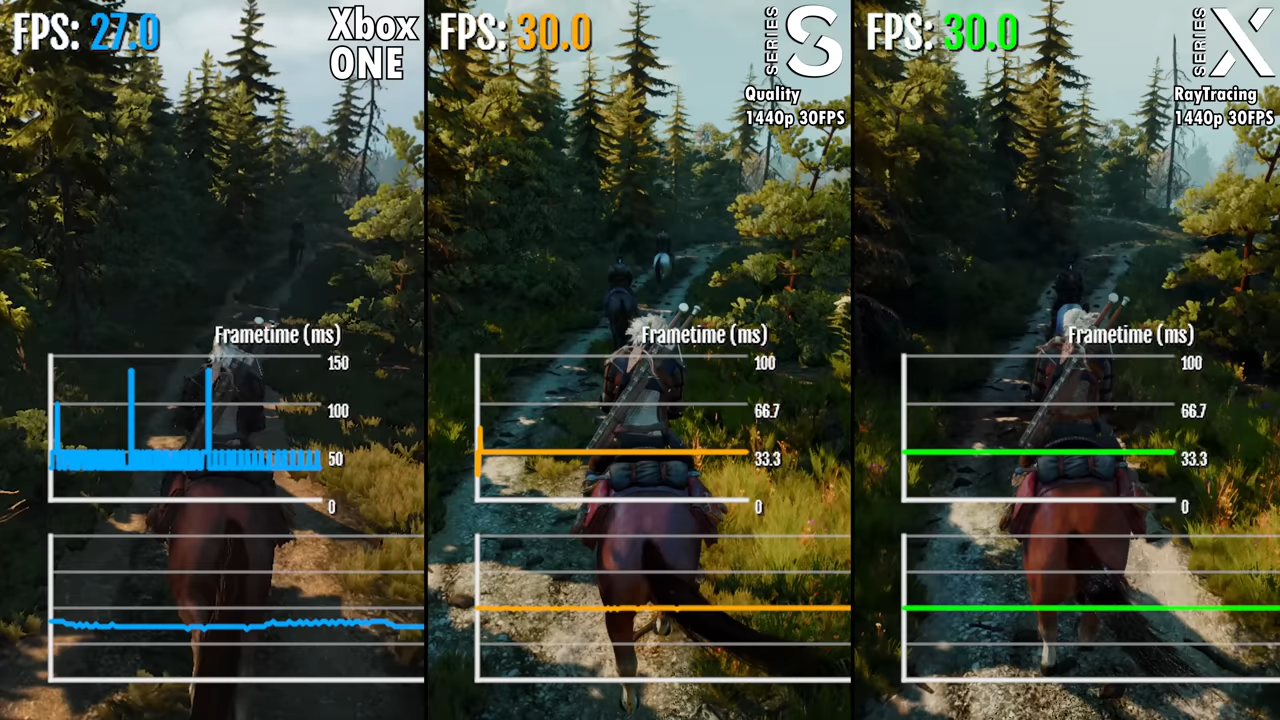 FPS: 27.0
Xbox
ONE
Frametime (ms)
150
100
50
0
FPS: 30.0
SERIES S
Quality
1440p 30FPS
Frametime (ms)
100
66.7
33.3
0
FPS: 30.0
SERIES X
RayTracing
1440p 30FPS
Frametime (ms)
100
66.7
33.3
0